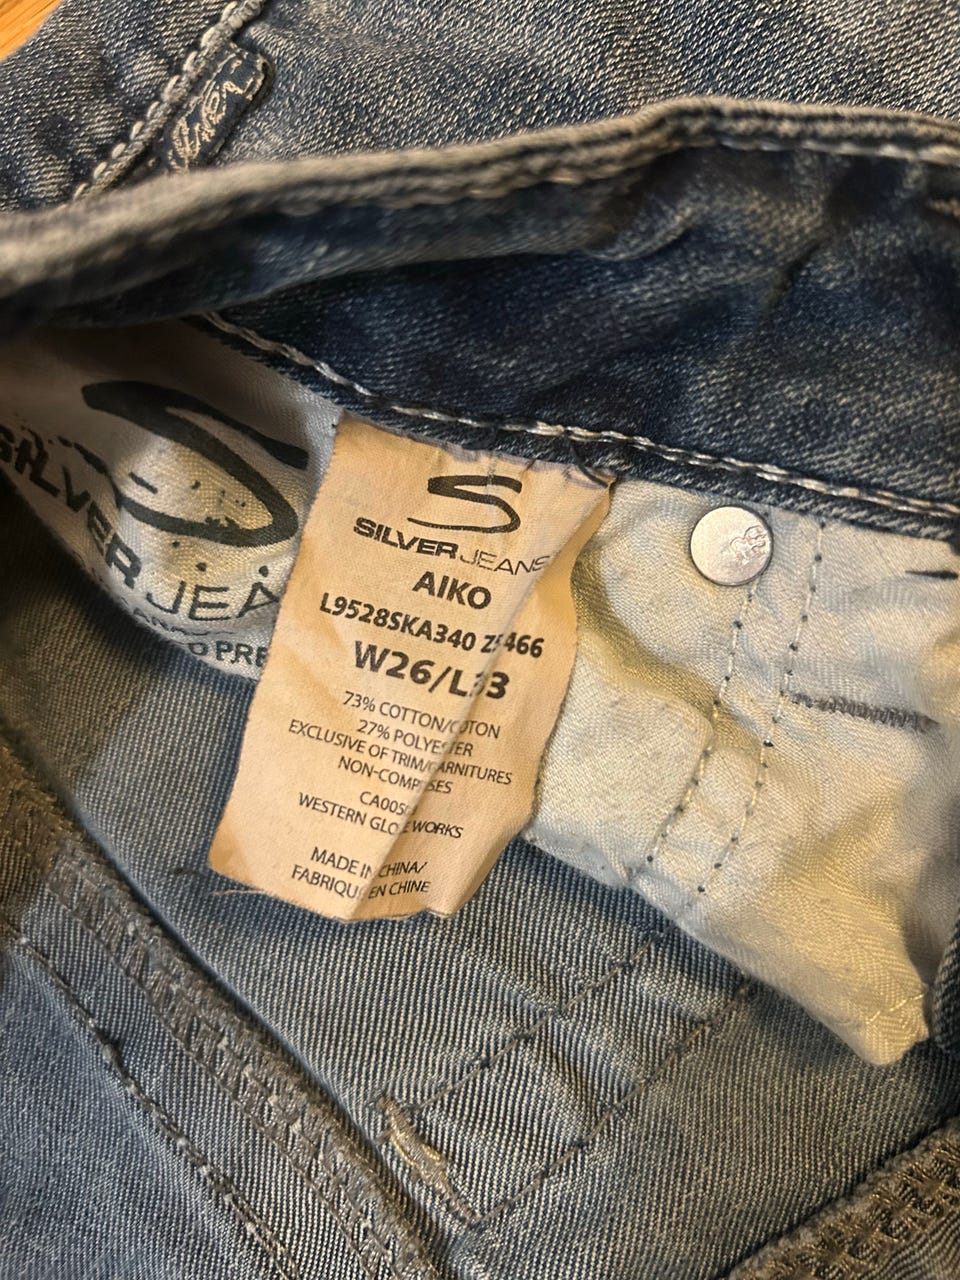 SILVER JEANS
AIKO
L9528SKA340
W26/L33
73% COTTON/COTON
27% POLYESTER
EXCLUSIVE OF TRIM/GARNITURES
NON-COMPRISES
WESTERN GLOVE WORKS
MADE IN CHINA/
FABRIQUE EN CHINE
SILVER
JEA